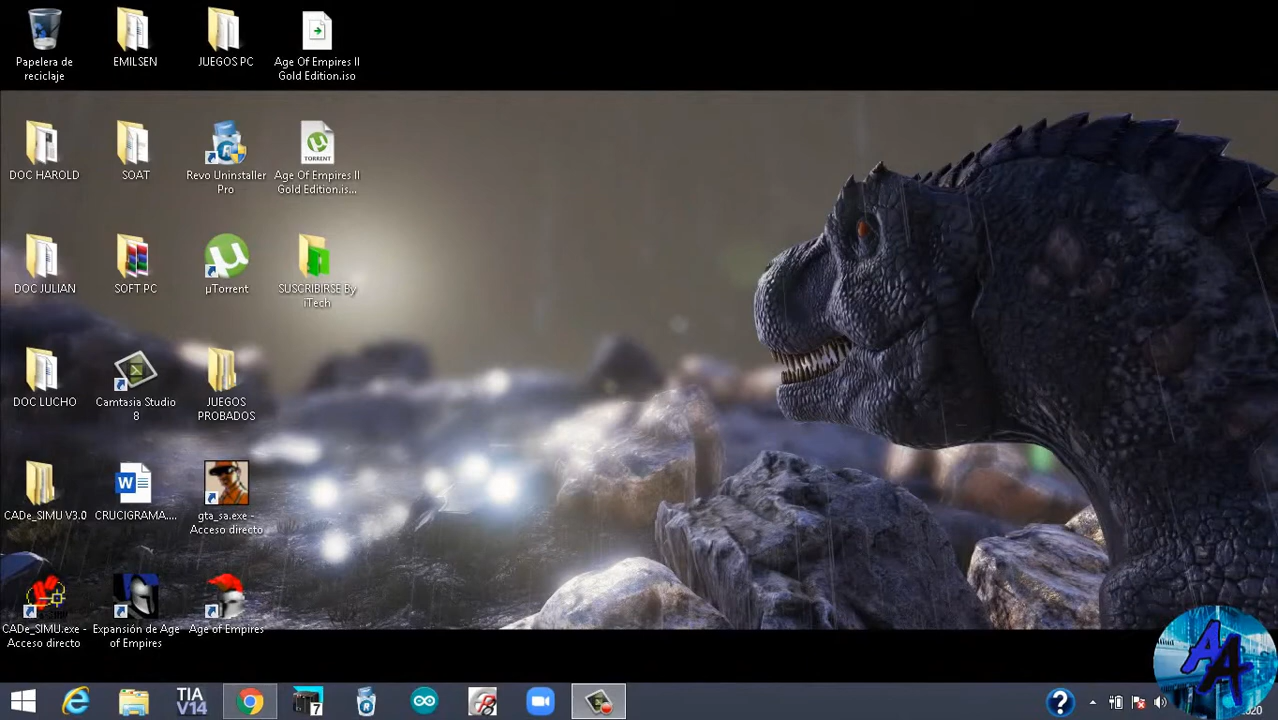 Papelera de
reciclaje
EMILSEN
JUEGOS PC
Age Of Empires II
Gold Edition.iso
DOC HAROLD
SOAT
Revo Uninstaller
Pro
TORRENT
Age Of Empires II
Gold Edition.is...
DOC JULIAN
SOFT PC
µTorrent
SUSCRIBIRSE By
iTech
DOC LUCHO
Camtasia Studio
8
JUEGOS
PROBADOS
CADe_SIMU V3.0
CRUCIGRAMA....
gta_sa.exe -
Acceso directo
CADe_SIMU.exe -
Acceso directo
Expansión de Age
of Empires
Age of Empires
TIA
V14
7
AA